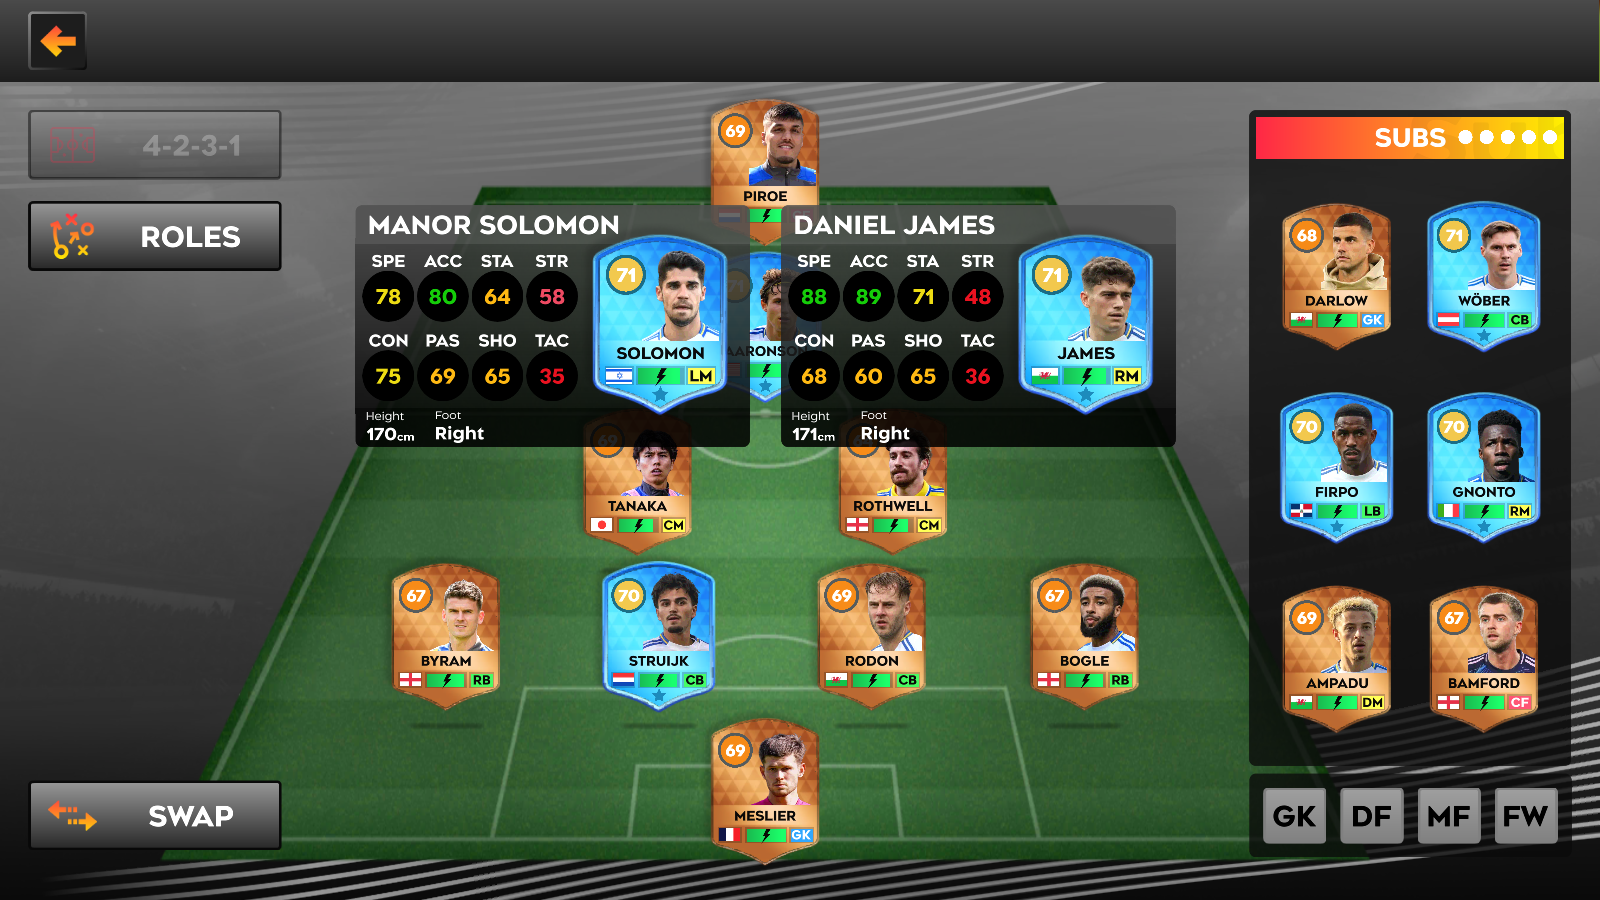 4-2-3-1
ROLES
SWAP
69
PIROE
MANOR SOLOMON
SPE ACC STA STR
78 80 64 58
CON PAS SHO TAC
75 69 65 35
Height Foot
170cm Right
71
SOLOMON
LM
71
DANIEL JAMES
SPE ACC STA STR
88 89 71 48
CON PAS SHO TAC
68 60 65 36
Height Foot
171cm Right
71
JAMES
RM
69
TANAKA
CM
ROTHWELL
CM
67
BYRAM
RB
70
STRUIJK
CB
69
RODON
CB
67
BOGLE
RB
69
MESLIER
GK
SUBS
68
DARLOW
GK
71
WÖBER
CB
70
FIRPO
LB
70
GNONTO
RM
69
AMPADU
DM
67
BAMFORD
CF
GK DF MF FW